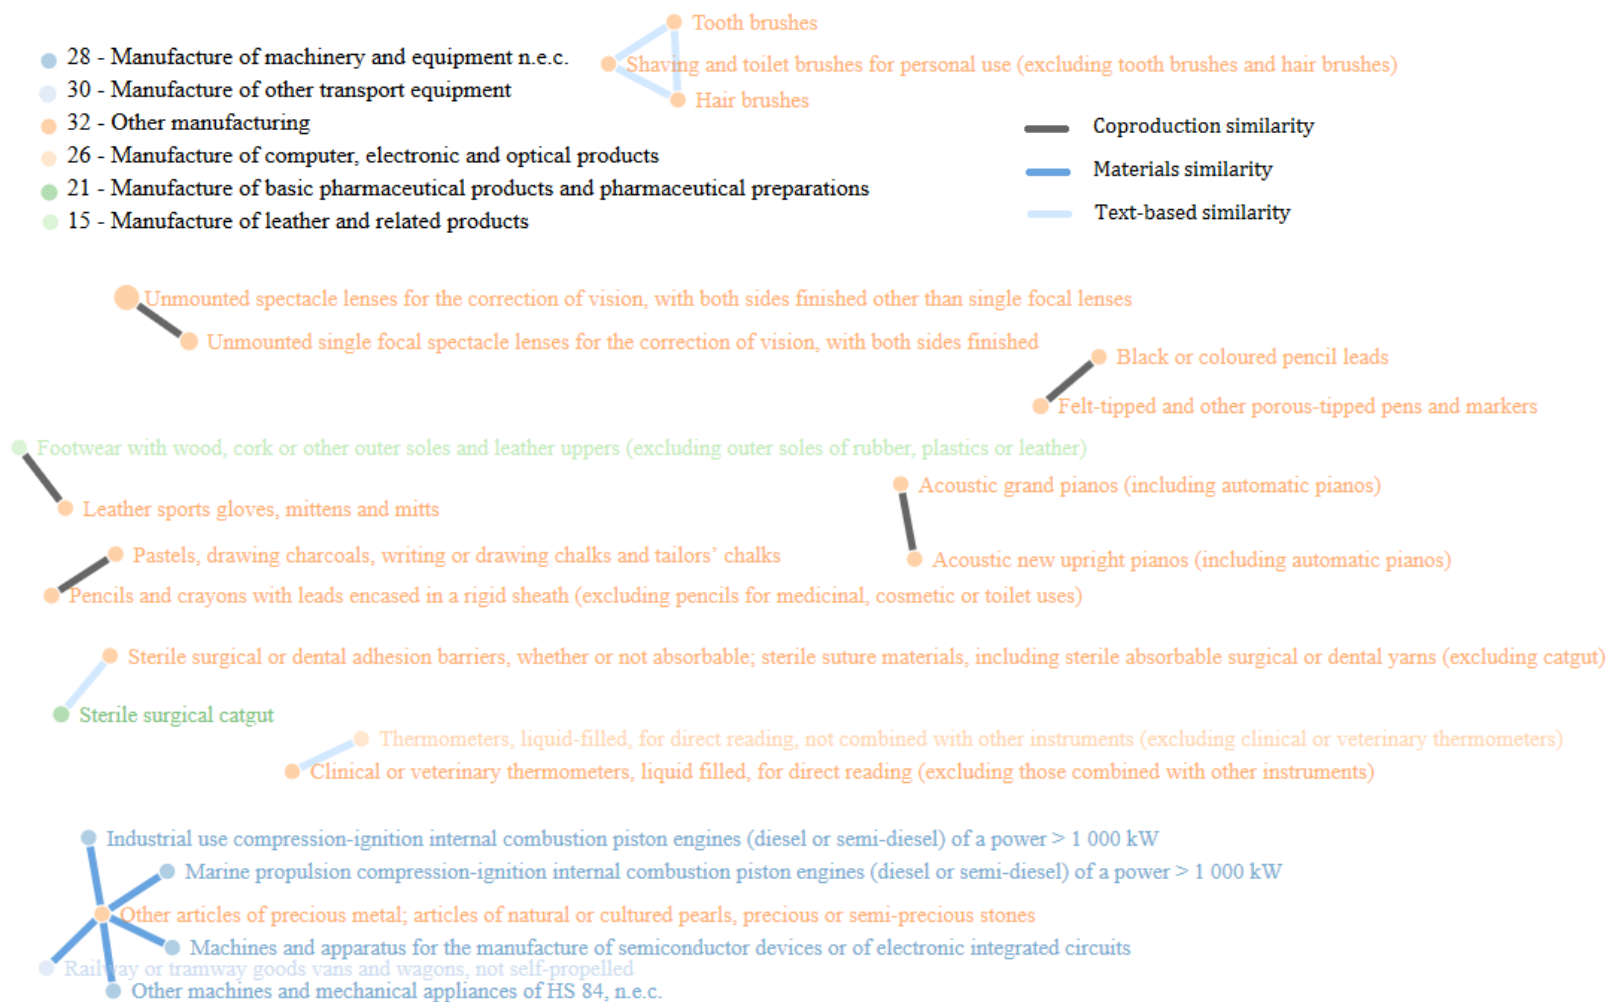 Tooth brushes
28 - Manufacture of machinery and equipment n.e.c.
Shaving and toilet brushes for personal use (excluding tooth brushes and hair brushes)
30 - Manufacture of other transport equipment
Hair brushes
32 - Other manufacturing
Coproduction similarity
26 - Manufacture of computer, electronic and optical products
Materials similarity
21 - Manufacture of basic pharmaceutical products and pharmaceutical preparations
Text-based similarity
15 - Manufacture of leather and related products
Unmounted spectacle lenses for the correction of vision, with both sides finished other than single focal lenses
Unmounted single focal spectacle lenses for the correction of vision, with both sides finished
Black or coloured pencil leads
Felt-tipped and other porous-tipped pens and markers
Footwear with wood, cork or other outer soles and leather uppers (excluding outer soles of rubber, plastics or leather)
Acoustic grand pianos (including automatic pianos)
Leather sports gloves, mittens and mitts
Pastels, drawing charcoals, writing or drawing chalks and tailors’ chalks
Acoustic new upright pianos (including automatic pianos)
Pencils and crayons with leads encased in a rigid sheath (excluding pencils for medicinal, cosmetic or toilet uses)
Sterile surgical or dental adhesion barriers, whether or not absorbable; sterile suture materials, including sterile absorbable surgical or dental yarns (excluding catgut)
Sterile surgical catgut
Thermometers, liquid-filled, for direct reading, not combined with other instruments (excluding clinical or veterinary thermometers)
Clinical or veterinary thermometers, liquid filled, for direct reading (excluding those combined with other instruments)
Industrial use compression-ignition internal combustion piston engines (diesel or semi-diesel) of a power > 1 000 kW
Marine propulsion compression-ignition internal combustion piston engines (diesel or semi-diesel) of a power > 1 000 kW
Other articles of precious metal; articles of natural or cultured pearls, precious or semi-precious stones
Machines and apparatus for the manufacture of semiconductor devices or of electronic integrated circuits
Railway or tramway goods vans and wagons, not self-propelled
Other machines and mechanical appliances of HS 84, n.e.c.